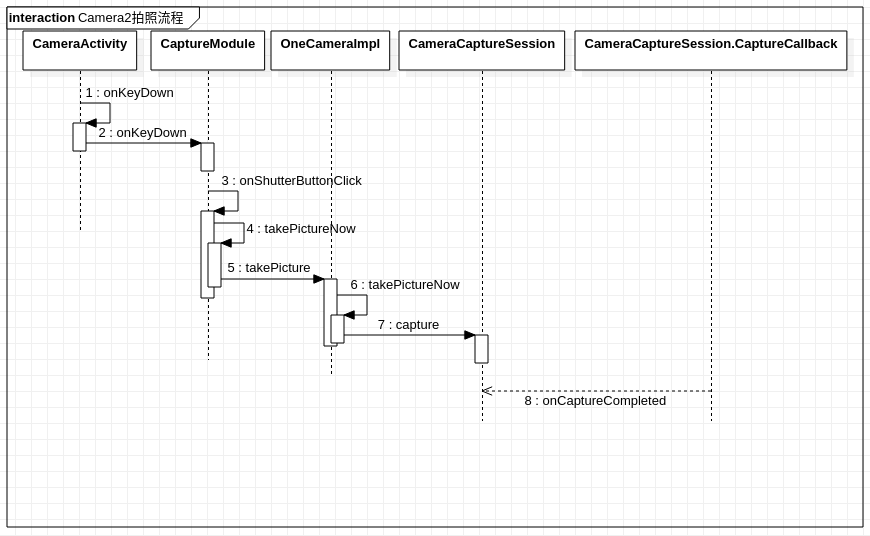 interaction Camera2拍照流程
CameraActivity
CaptureModule
OneCameraImpl
CameraCaptureSession
CameraCaptureSession.CaptureCallback
1 : onKeyDown
2 : onKeyDown
3 : onShutterButtonClick
4 : takePictureNow
5 : takePicture
6 : takePictureNow
7 : capture
8 : onCaptureCompleted